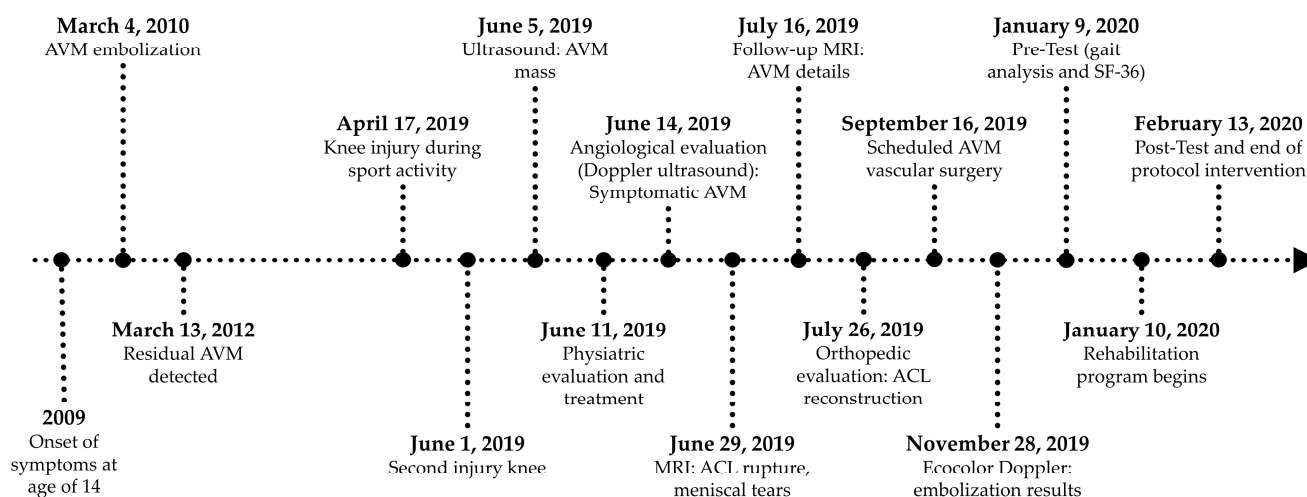 March 4, 2010
AVM embolization
June 5, 2019
Ultrasound: AVM
mass
July 16, 2019
Follow-up MRI:
AVM details
January 9, 2020
Pre-Test (gait
analysis and SF-36)
April 17, 2019
Knee injury during
sport activity
June 14, 2019
Angiological evaluation
(Doppler ultrasound):
Symptomatic AVM
September 16, 2019
Scheduled AVM
vascular surgery
February 13, 2020
Post-Test and end of
protocol intervention
March 13, 2012
Residual AVM
detected
June 11, 2019
Physiatric
evaluation and
treatment
July 26, 2019
Orthopedic
evaluation: ACL
reconstruction
January 10, 2020
Rehabilitation
program begins
2009
Onset of
symptoms at
age of 14
June 1, 2019
Second injury knee
June 29, 2019
MRI: ACL rupture,
meniscal tears
November 28, 2019
Ecocolor Doppler:
embolization results